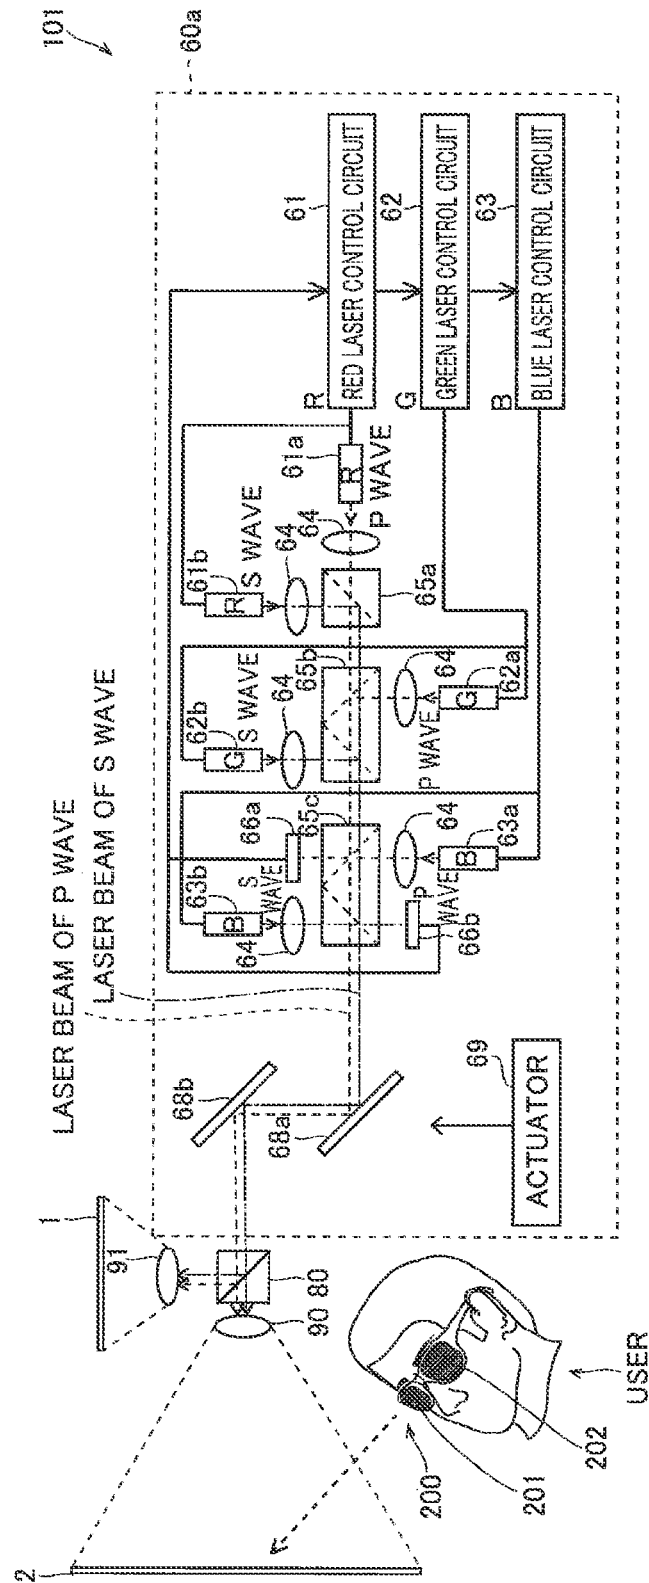 101
60a
61
RED LASER CONTROL CIRCUIT
R
62
GREEN LASER CONTROL CIRCUIT
G
63
BLUE LASER CONTROL CIRCUIT
B
61a
R
P WAVE
64
61b
R
S WAVE
64
65a
62b
G
S WAVE
64
65b
64
P WAVE
G
62a
LASER BEAM OF P WAVE
LASER BEAM OF S WAVE
63b
B
S
WAVE
64
66a
65c
64
63a
B
P
WAVE
66b
68b
68a
69
ACTUATOR
1
91
80
90
2
200
201
202
USER